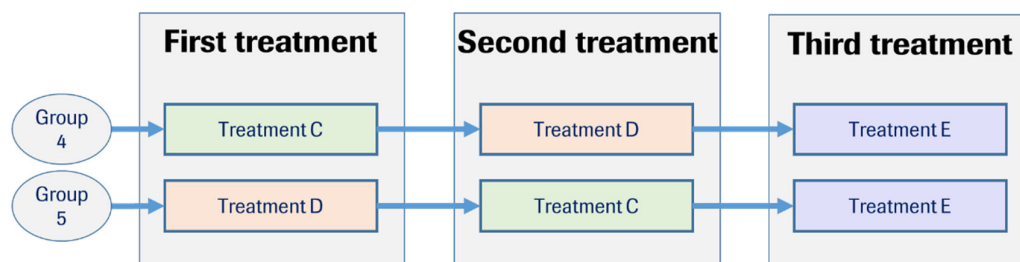 First treatment
Second treatment
Third treatment
Group
4
Treatment C
Treatment D
Treatment E
Group
5
Treatment D
Treatment C
Treatment E